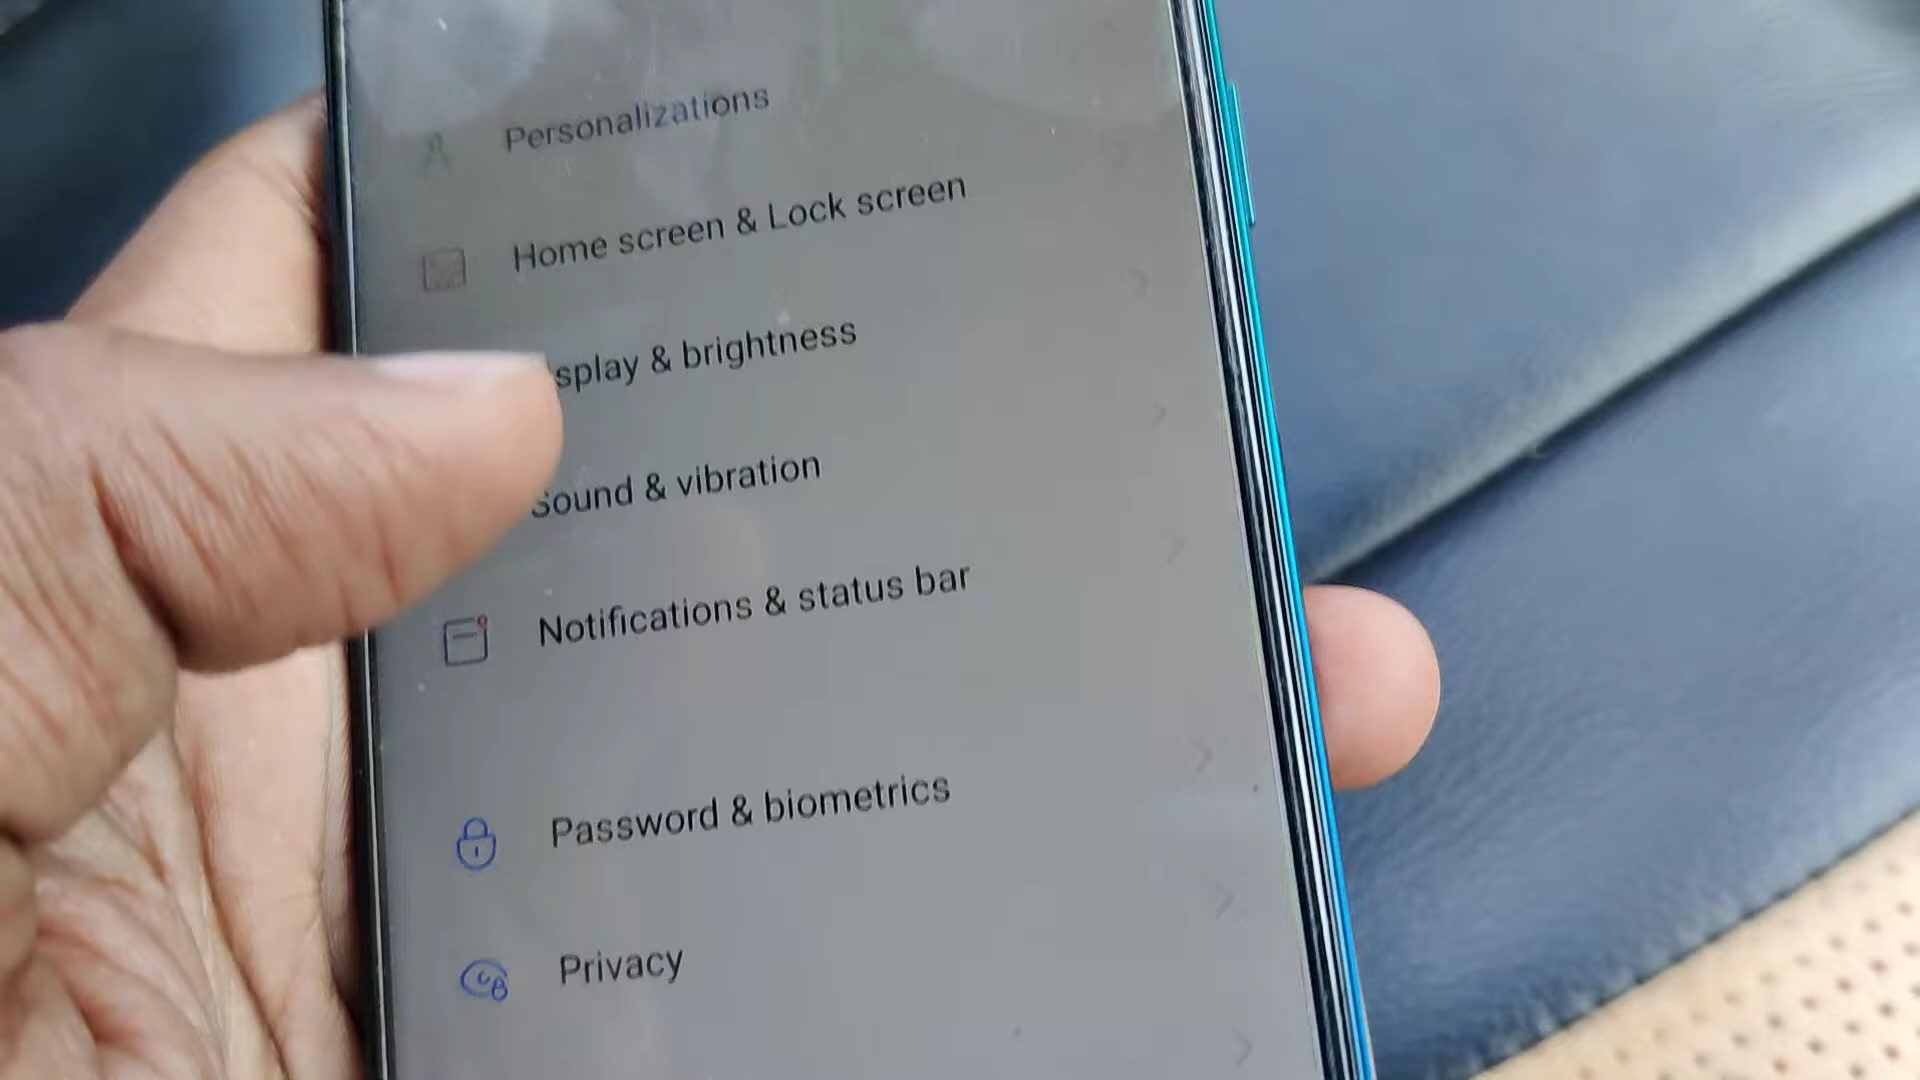 Personalizations
Home screen & Lock screen
splay & brightness
Sound & vibration
Notifications & status bar
Password & biometrics
Privacy